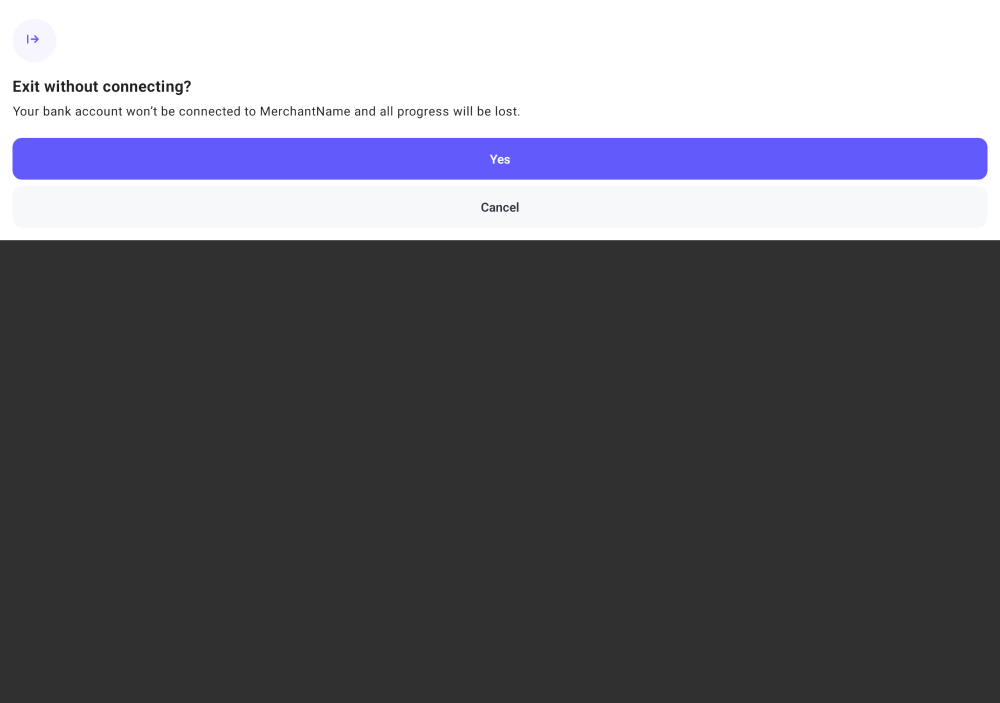 Exit without connecting?
Your bank account won’t be connected to MerchantName and all progress will be lost.
Yes
Cancel